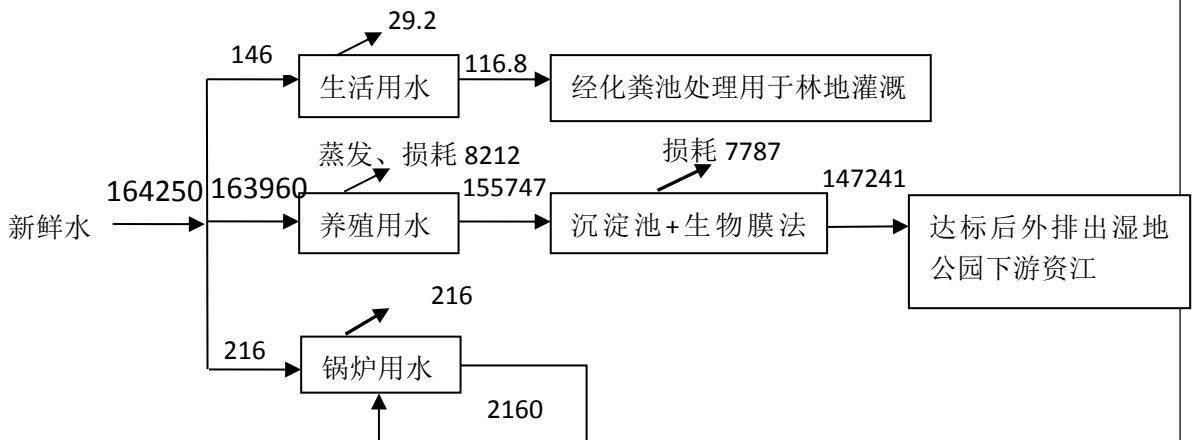 29.2
146
生活用水
116.8
经化粪池处理用于林地灌溉
蒸发、损耗 8212
损耗 7787
新鲜水
164250
163960
养殖用水
155747
沉淀池+生物膜法
147241
达标后外排出湿地
公园下游资江
216
216
锅炉用水
2160